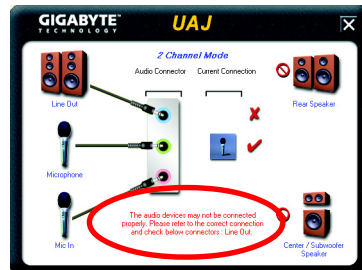 GIGABYTE™
TECHNOLOGY
UAJ
2 Channel Mode
Audio Connector
Current Connection
Line Out
Rear Speaker
Microphone
Mic In
The audio devices may not be connected
properly. Please refer to the correct connection
and check below connectors : Line Out.
Center / Subwoofer
Speaker